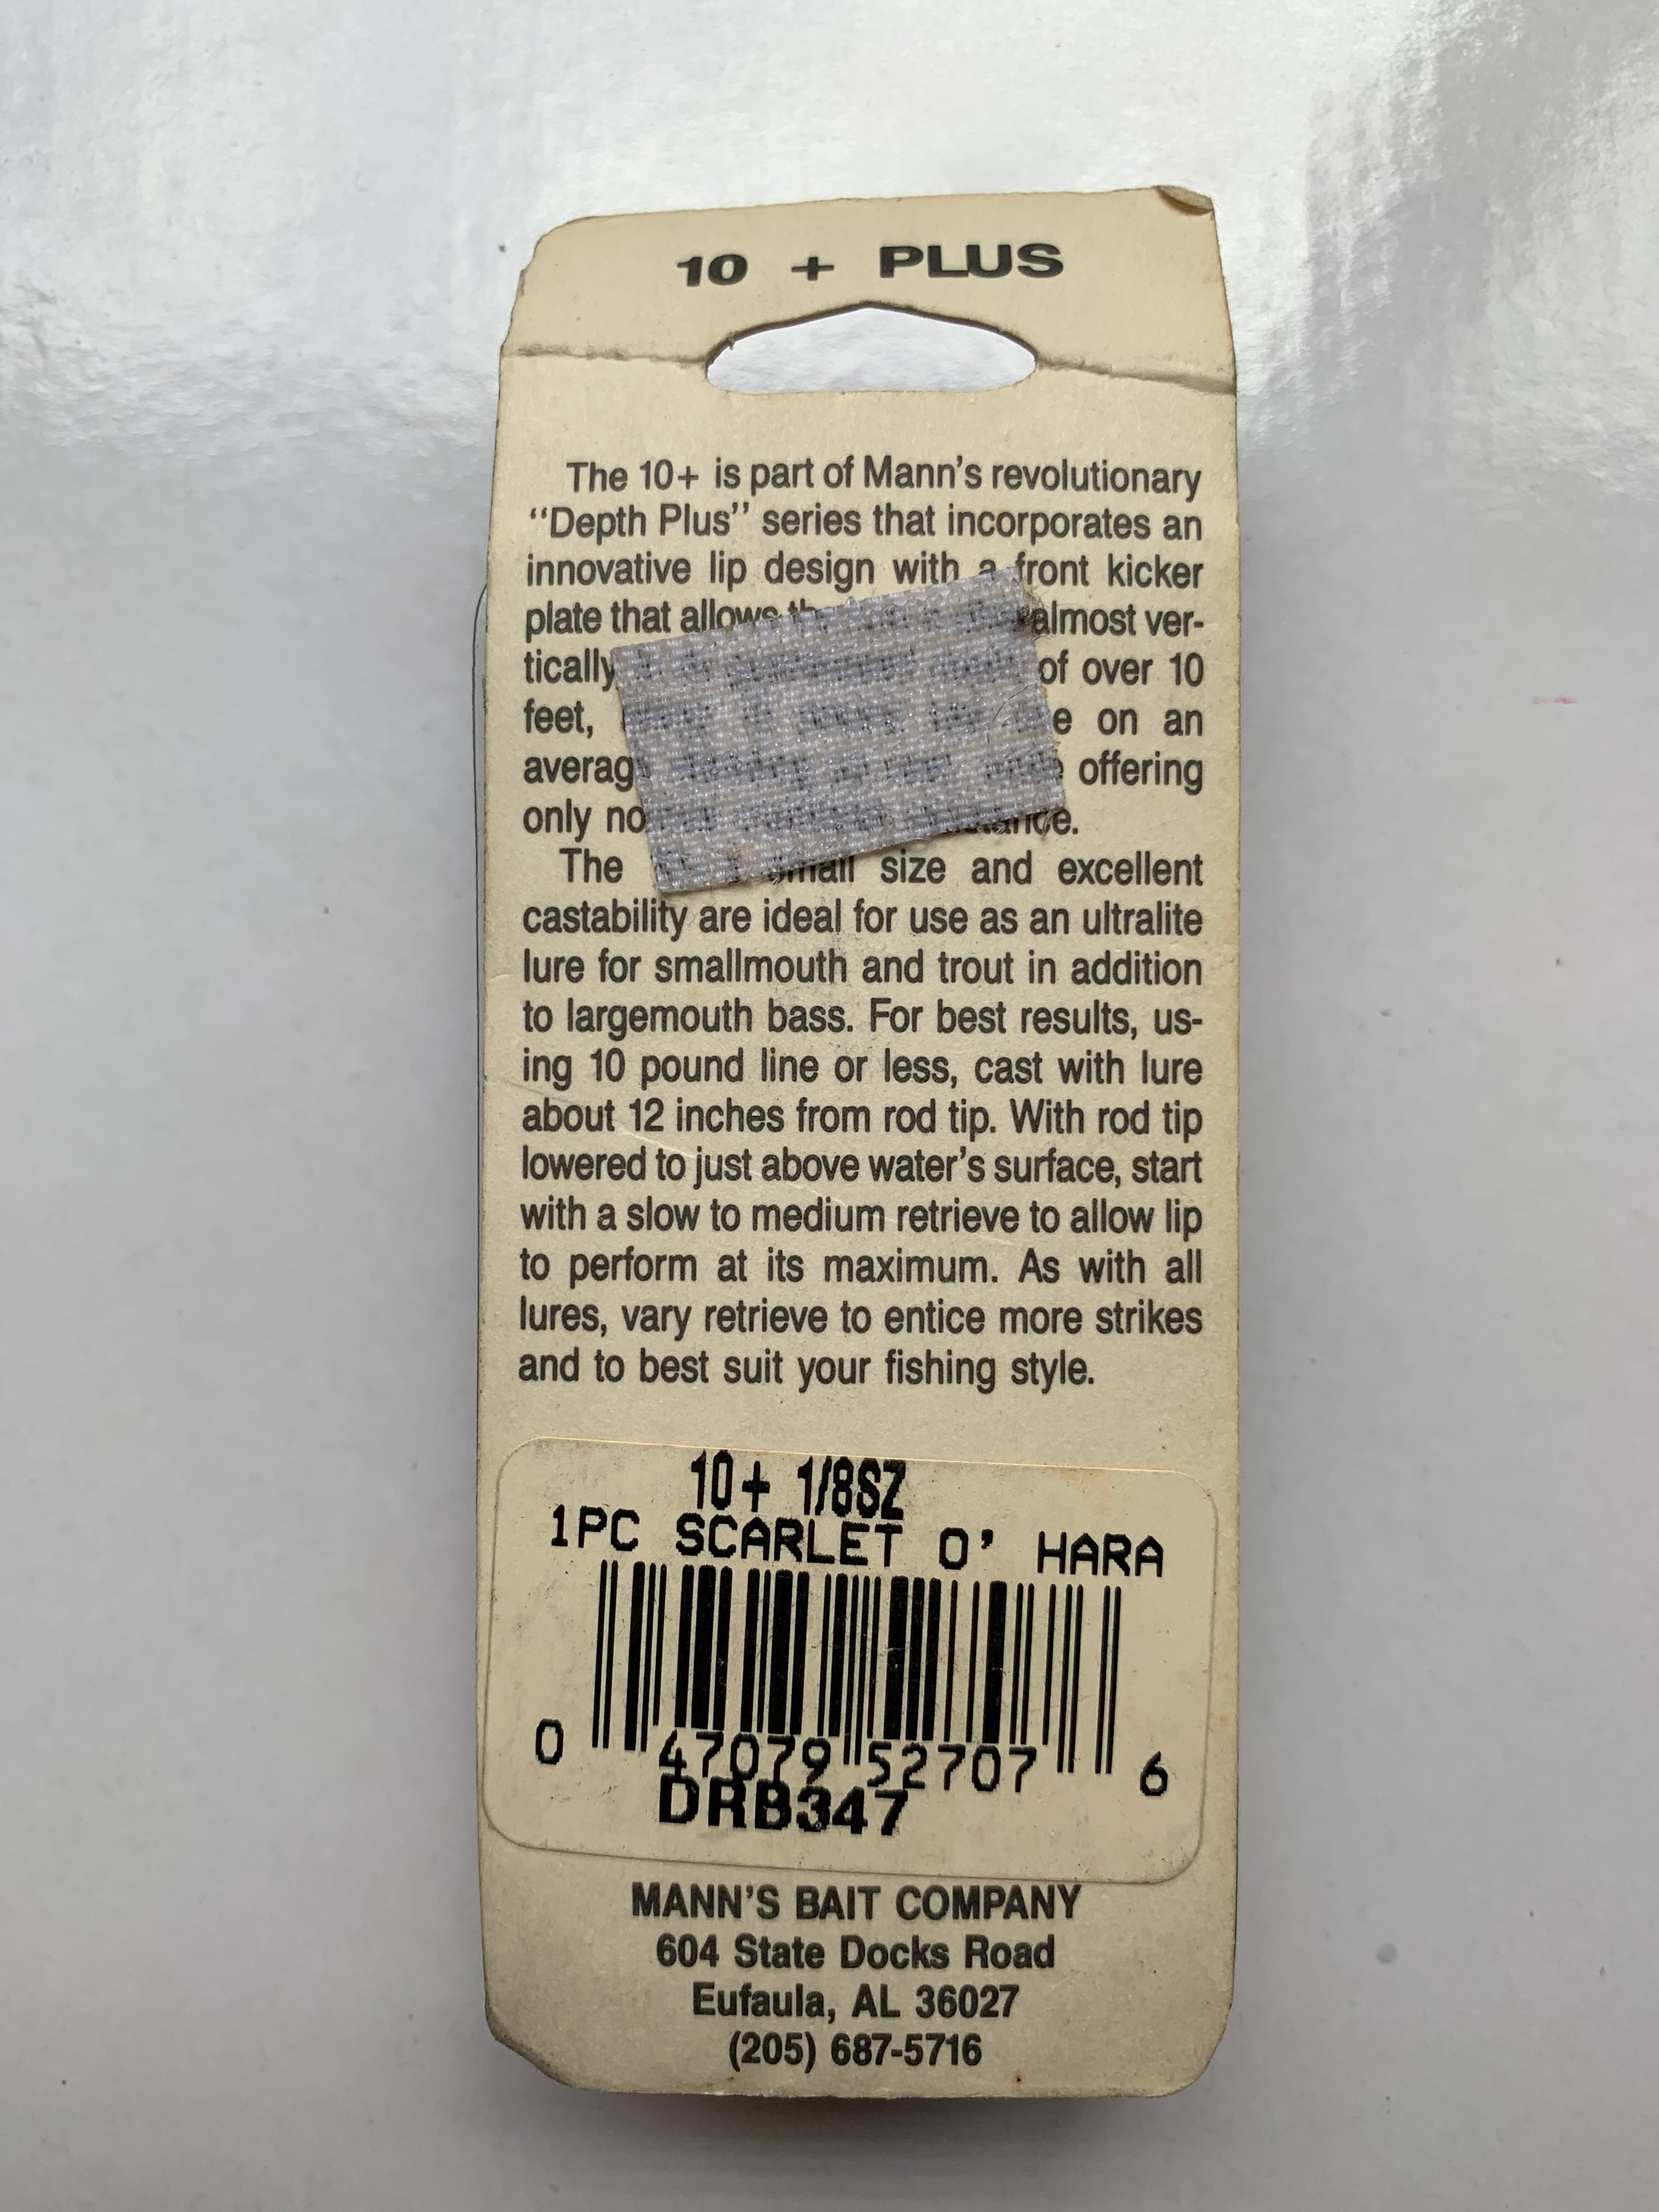 10 + PLUS
The 10+ is part of Mann's revolutionary
"Depth Plus" series that incorporates an
innovative lip design with a front kicker
plate that allows almost ver-
tically of over 10
feet, on an
offering
only
The small size and excellent
castability are ideal for use as an ultralite
lure for smallmouth and trout in addition
to largemouth bass. For best results, us-
ing 10 pound line or less, cast with lure
about 12 inches from rod tip. With rod tip
lowered to just above water's surface, start
with a slow to medium retrieve to allow lip
to perform at its maximum. As with all
lures, vary retrieve to entice more strikes
and to best suit your fishing style.
10+ 1/8SZ
1PC SCARLET O' HARA
0 47079 52707 6
DRB347
MANN'S BAIT COMPANY
604 State Docks Road
Eufaula, AL 36027
(205) 687-5716